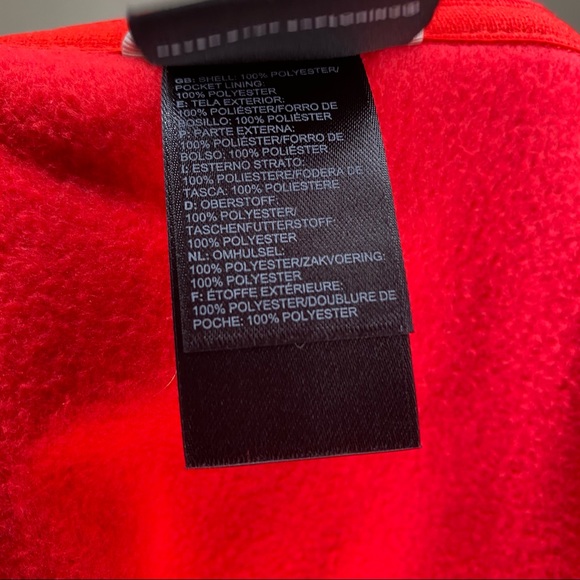 GB: SHELL: 100% POLYESTER/
POCKET LINING:
100% POLYESTER
E: TELA EXTERIOR:
100% POLIÉSTER/FORRO DE
BOSILLO: 100% POLIÉSTER
P: PARTE EXTERNA:
100% POLIÉSTER/FORRO DE
BOLSO: 100% POLIÉSTER
I: ESTERNO STRATO:
100% POLIESTERE/FODERA DE
TASCA: 100% POLIESTERE
D: OBERSTOFF:
100% POLYESTER/
TASCHENFUTTERSTOFF:
100% POLYESTER
NL: OMHULSEL:
100% POLYESTER/ZAKVOERING:
100% POLYESTER
F: ÉTOFFE EXTÉRIEURE:
100% POLYESTER/DOUBLURE DE
POCHE: 100% POLYESTER